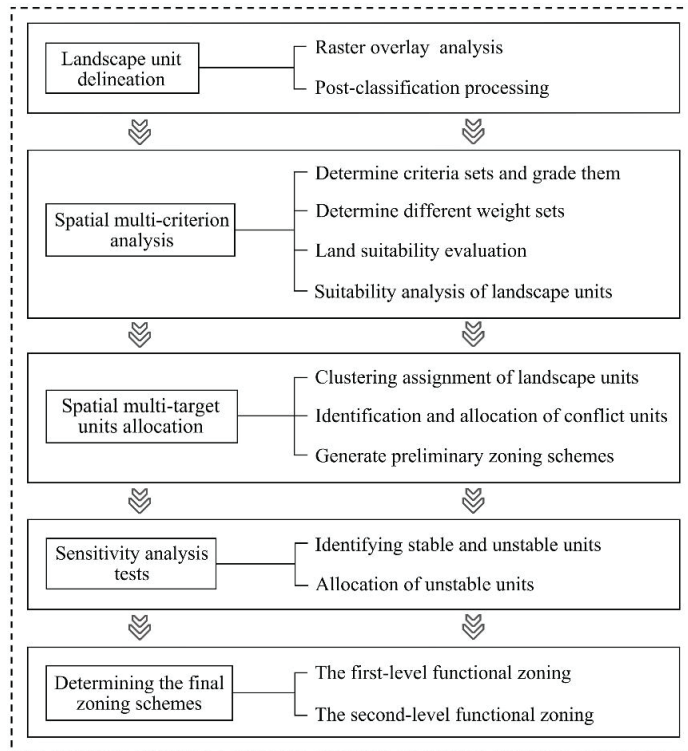 Landscape unit
delineation
Raster overlay analysis
Post-classification processing
Spatial multi-criterion
analysis
Determine criteria sets and grade them
Determine different weight sets
Land suitability evaluation
Suitability analysis of landscape units
Spatial multi-target
units allocation
Clustering assignment of landscape units
Identification and allocation of conflict units
Generate preliminary zoning schemes
Sensitivity analysis
tests
Identifying stable and unstable units
Allocation of unstable units
Determining the final
zoning schemes
The first-level functional zoning
The second-level functional zoning